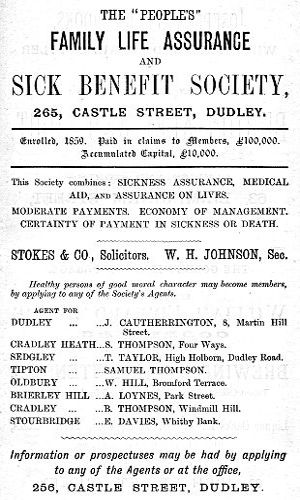 THE "PEOPLE'S"
FAMILY LIFE ASSURANCE
AND
SICK BENEFIT SOCIETY,
265, CASTLE STREET, DUDLEY.
Enrolled, 1859. Paid in claims to Members, £100,000.
Accumulated Capital, £10,000.
This Society combines: SICKNESS ASSURANCE, MEDICAL
AID, AND ASSURANCE ON LIVES.
MODERATE PAYMENTS. ECONOMY OF MANAGEMENT.
CERTAINTY OF PAYMENT IN SICKNESS OR DEATH.
STOKES & CO., Solicitors. W. H. JOHNSON, Sec.
Healthy persons of good moral character may become members,
by applying to any of the Society's Agents.
AGENT FOR
DUDLEY ... ...J. CAUTHERRINGTON, 8, Martin Hill
Street.
CRADLEY HEATH...S. THOMPSON, Four Ways.
SEDGLEY ... ...T. TAYLOR, High Holborn, Dudley Road.
TIPTON ... ...SAMUEL THOMPSON.
OLDBURY ... ...W. HILL, Bromford Terrace.
BRIERLEY HILL ...A. LOYNES, Park Street.
CRADLEY ... ...B. THOMPSON, Windmill Hill.
STOURBRIDGE ...E. DAVIES, Whitby Bank.
Information or prospectuses may be had by applying
to any of the Agents or at the office,
256, CASTLE STREET, DUDLEY.